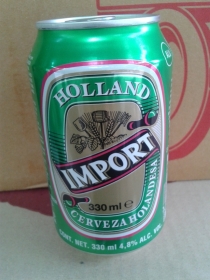 HOLLAND
IMPORT
330 ml e
CERVEZA HOLANDESA
CONT. NET. 330 ml 4,8% ALC. VOL.